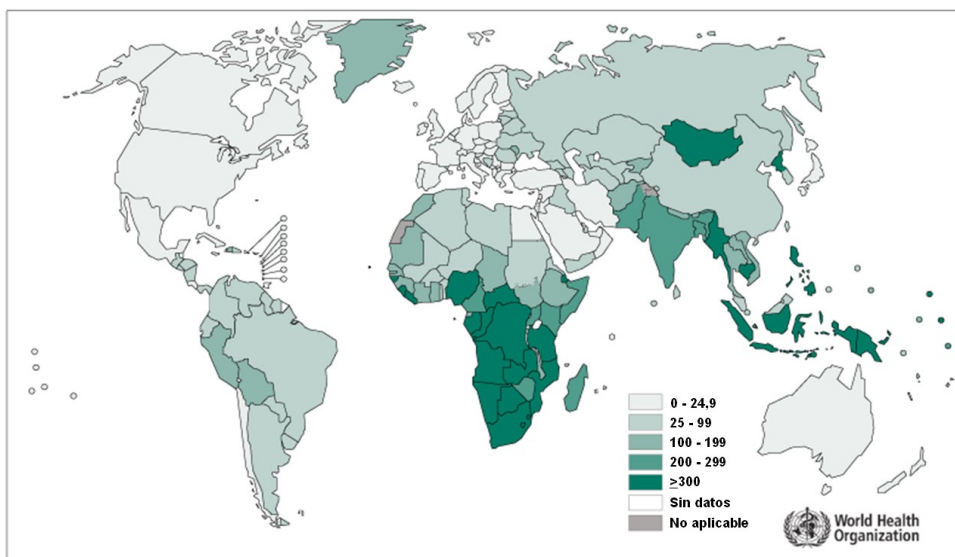 0 - 24,9
25 - 99
100 - 199
200 - 299
≥300
Sin datos
No aplicable
World Health
Organization